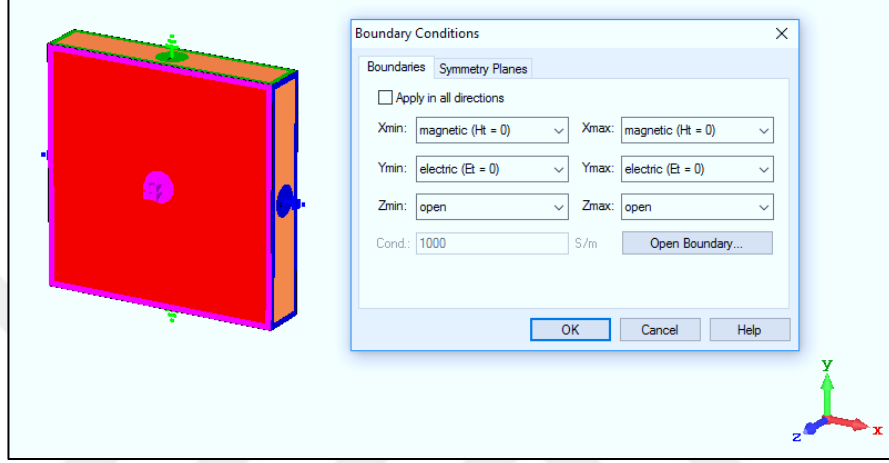 Boundary Conditions
Boundaries Symmetry Planes
Apply in all directions
Xmin: magnetic (Ht = 0) Xmax: magnetic (Ht = 0)
Ymin: electric (Et = 0) Ymax: electric (Et = 0)
Zmin: open Zmax: open
Cond.: 1000 S/m Open Boundary...
OK Cancel Help
y
z x